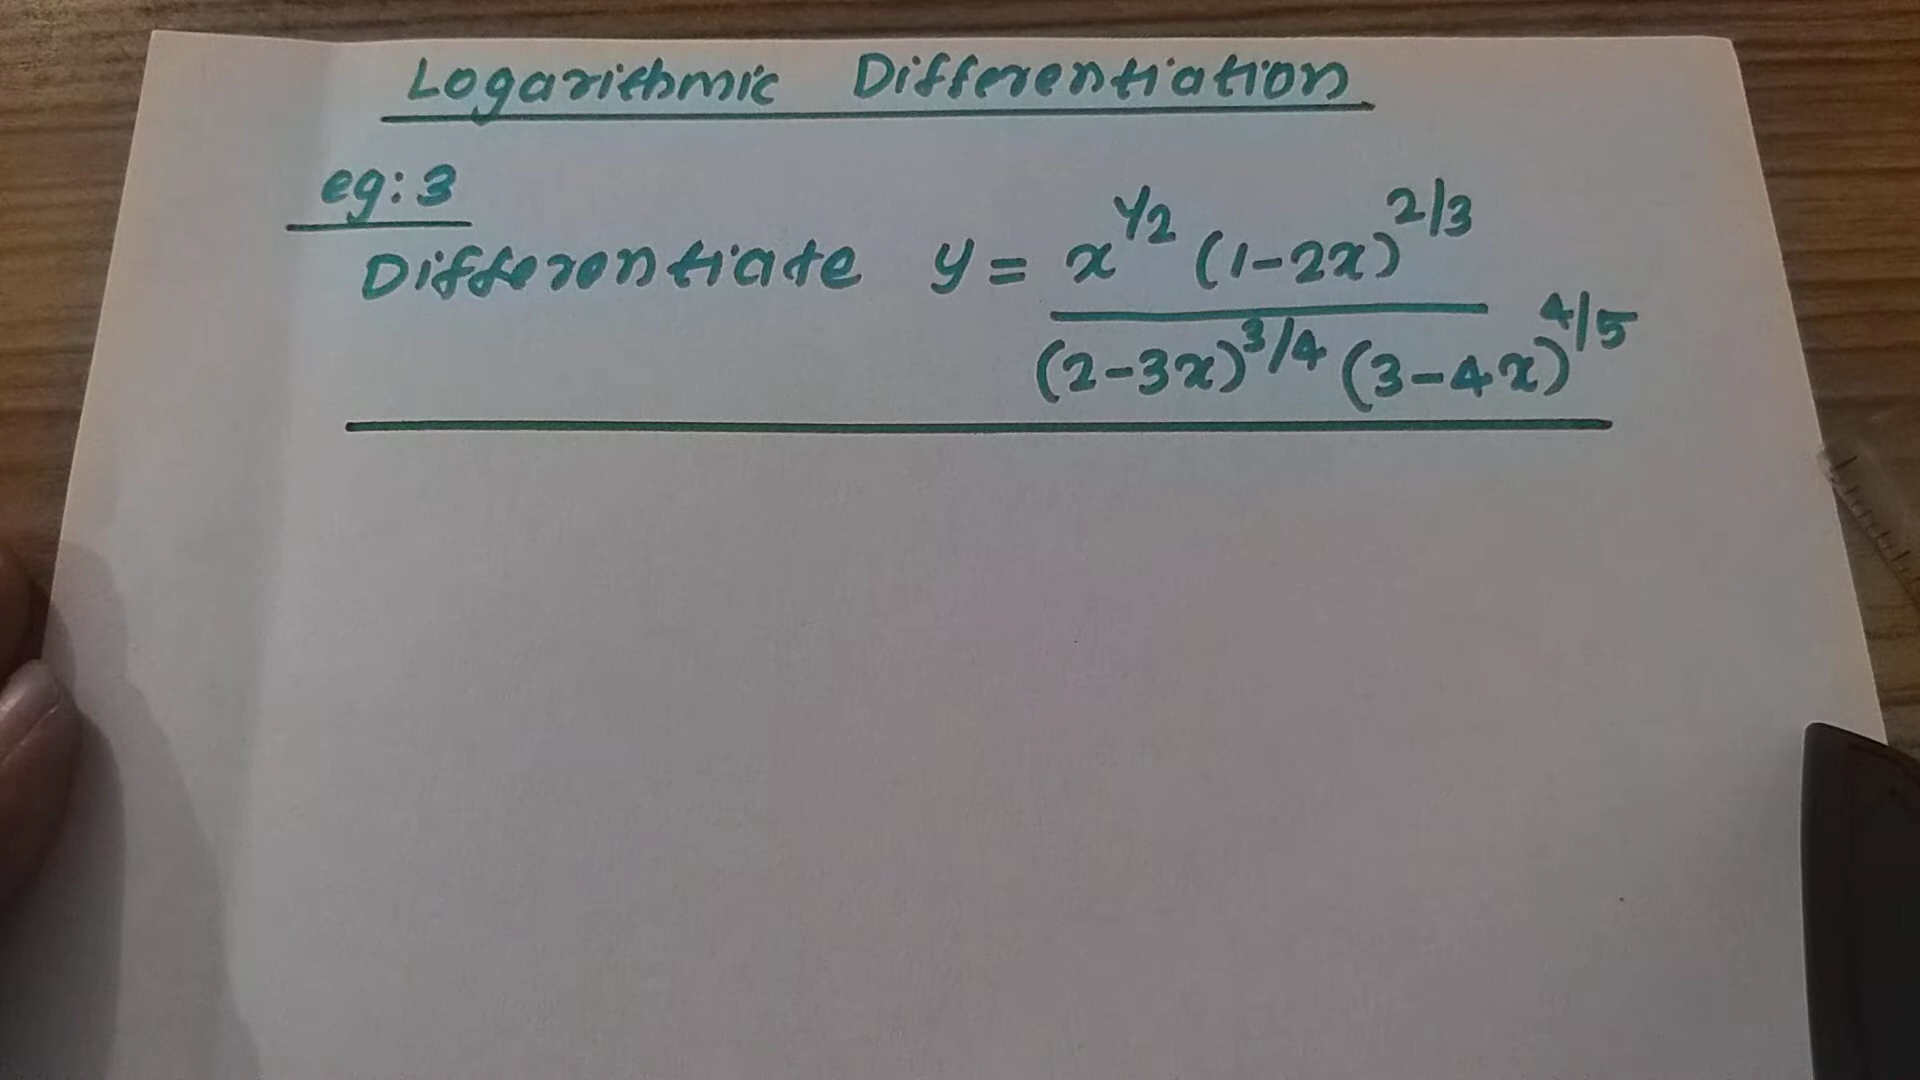 Logarithmic Differentiation
eg: 3
Differentiate y = x^1/2 (1-2x)^2/3
(2-3x)^3/4 (3-4x)^4/5